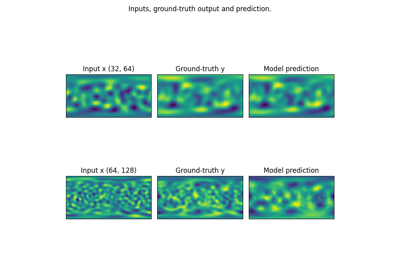 Inputs, ground-truth output and prediction.
Input x (32, 64) Ground-truth y Model prediction
Input x (64, 128) Ground-truth y Model prediction